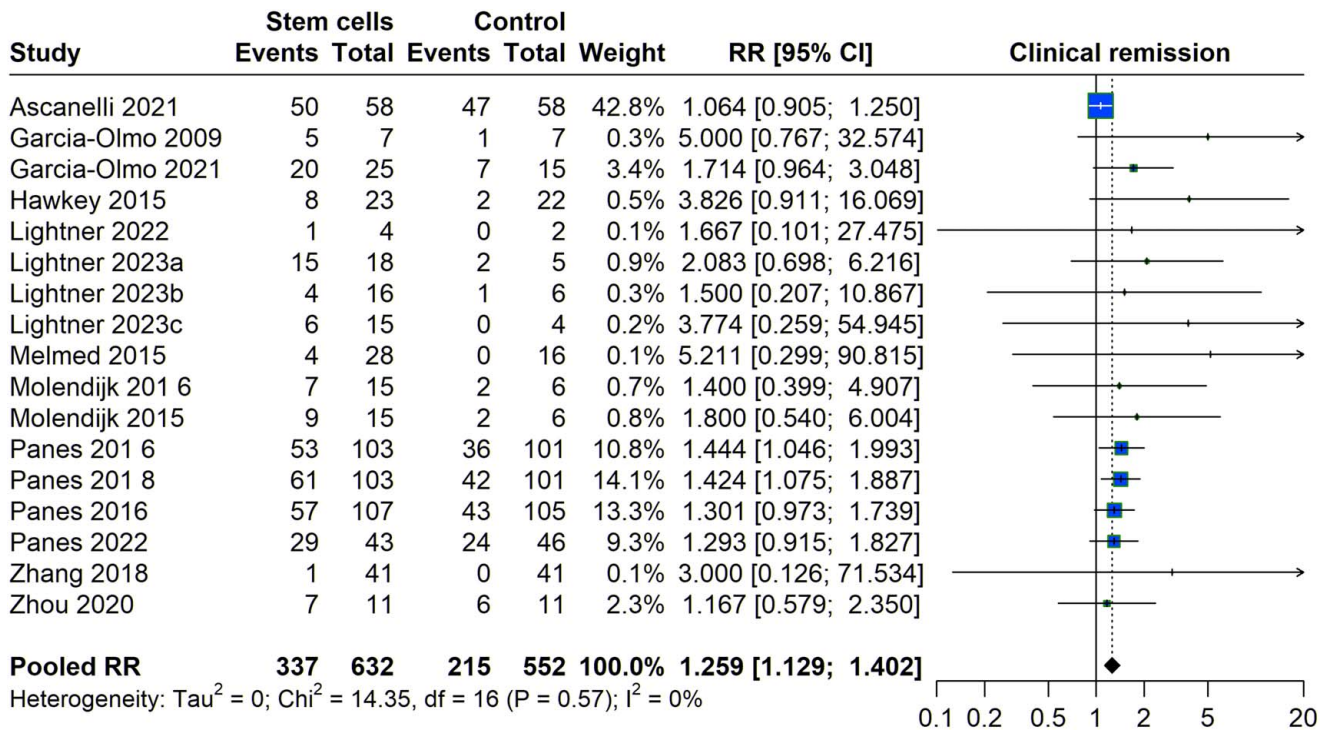 Stem cells Control
Study Events Total Events Total Weight RR [95% CI] Clinical remission
Ascanelli 2021 50 58 47 58 42.8% 1.064 [0.905; 1.250]
Garcia-Olmo 2009 5 7 1 7 0.3% 5.000 [0.767; 32.574]
Garcia-Olmo 2021 20 25 7 15 3.4% 1.714 [0.964; 3.048]
Hawkey 2015 8 23 2 22 0.5% 3.826 [0.911; 16.069]
Lightner 2022 1 4 0 2 0.1% 1.667 [0.101; 27.475]
Lightner 2023a 15 18 2 5 0.9% 2.083 [0.698; 6.216]
Lightner 2023b 4 16 1 6 0.3% 1.500 [0.207; 10.867]
Lightner 2023c 6 15 0 4 0.2% 3.774 [0.259; 54.945]
Melmed 2015 4 28 0 16 0.1% 5.211 [0.299; 90.815]
Molendijk 201 6 7 15 2 6 0.7% 1.400 [0.399; 4.907]
Molendijk 2015 9 15 2 6 0.8% 1.800 [0.540; 6.004]
Panes 201 6 53 103 36 101 10.8% 1.444 [1.046; 1.993]
Panes 201 8 61 103 42 101 14.1% 1.424 [1.075; 1.887]
Panes 2016 57 107 43 105 13.3% 1.301 [0.973; 1.739]
Panes 2022 29 43 24 46 9.3% 1.293 [0.915; 1.827]
Zhang 2018 1 41 0 41 0.1% 3.000 [0.126; 71.534]
Zhou 2020 7 11 6 11 2.3% 1.167 [0.579; 2.350]
Pooled RR 337 632 215 552 100.0% 1.259 [1.129; 1.402]
Heterogeneity: Tau² = 0; Chi² = 14.35, df = 16 (P = 0.57); I² = 0%
0.1 0.2 0.5 1 2 5 20